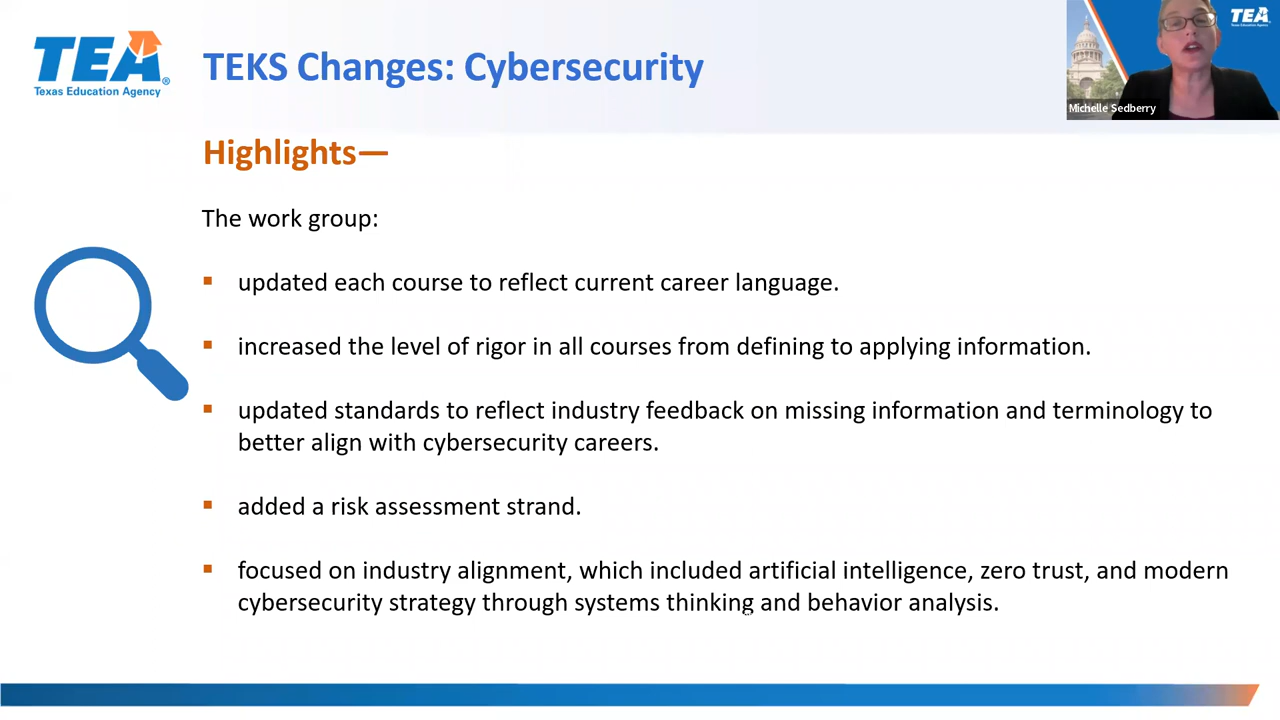 TEA
Texas Education Agency
TEKS Changes: Cybersecurity
TEA
Texas Education Agency
Michelle Sedberry
Highlights—
The work group:
▪ updated each course to reflect current career language.
▪ increased the level of rigor in all courses from defining to applying information.
▪ updated standards to reflect industry feedback on missing information and terminology to
better align with cybersecurity careers.
▪ added a risk assessment strand.
▪ focused on industry alignment, which included artificial intelligence, zero trust, and modern
cybersecurity strategy through systems thinking and behavior analysis.